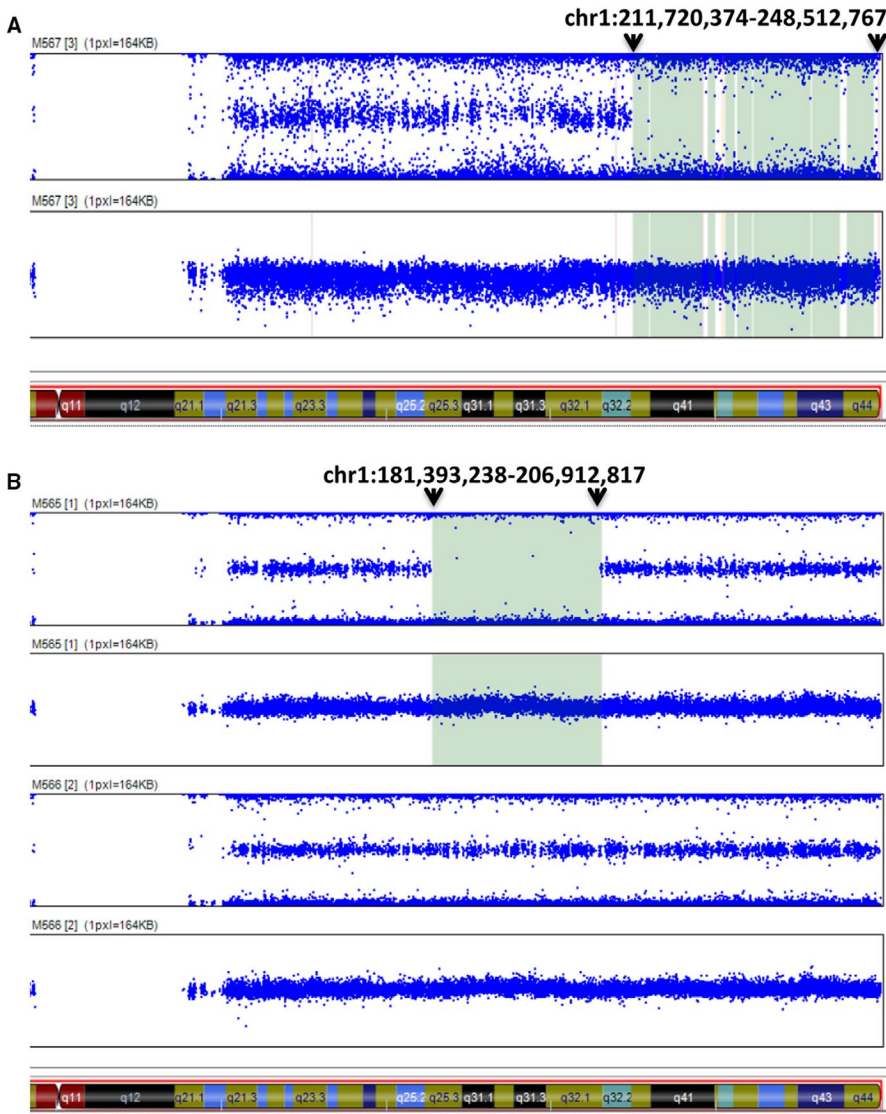 chr1:211,720,374-248,512,767
A
M567 [3] (1pxl=164KB)
M567 [3] (1pxl=164KB)
q11 q12 q21.1 q21.3 q23.3 q25.2 q25.3 q31.1 q31.3 q32.1 q32.2 q41 q43 q44
chr1:181,393,238-206,912,817
B
M565 [1] (1pxl=164KB)
M565 [1] (1pxl=164KB)
M566 [2] (1pxl=164KB)
M566 [2] (1pxl=164KB)
q11 q12 q21.1 q21.3 q23.3 q25.2 q25.3 q31.1 q31.3 q32.1 q32.2 q41 q43 q44